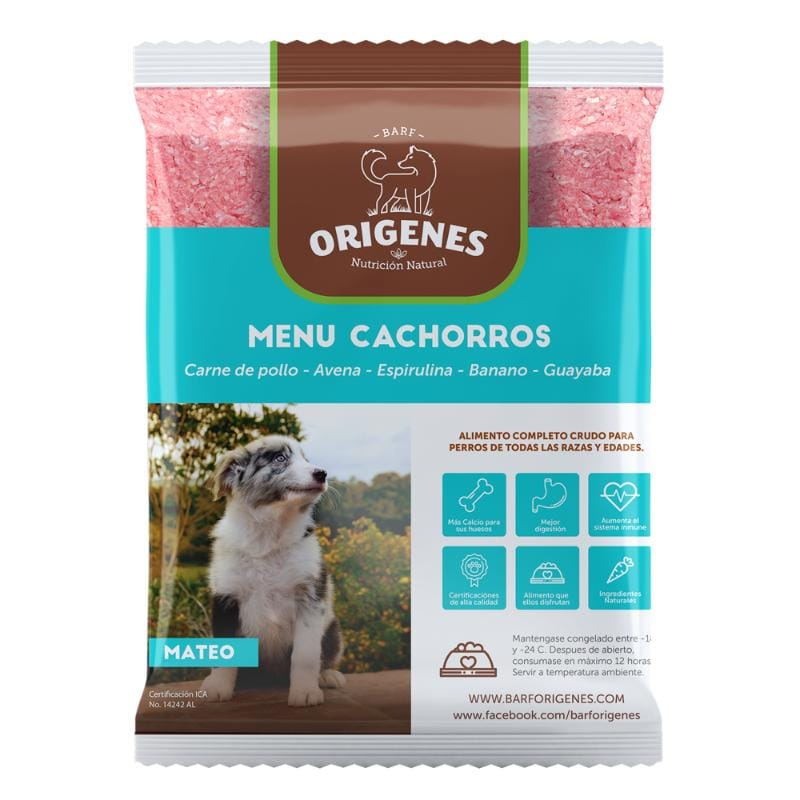 - BARF -
ORIGENES
Nutrición Natural
MENU CACHORROS
Carne de pollo - Avena - Espirulina - Banano - Guayaba
ALIMENTO COMPLETO CRUDO PARA
PERROS DE TODAS LAS RAZAS Y EDADES.
Más Calcio para
sus huesos
Mejor
digestión
Aumenta el
sistema inmune
Certificaciónes
de alta calidad
Alimento que
ellos disfrutan
Ingredientes
Naturales
Mantengase congelado entre
y -24 C. Despues de abierto,
consumase en máximo 12 horas
Servir a temperatura ambiente.
MATEO
Certificación ICA
No. 14242 AL
WWW.BARFORIGENES.COM
www.facebook.com/barforigenes